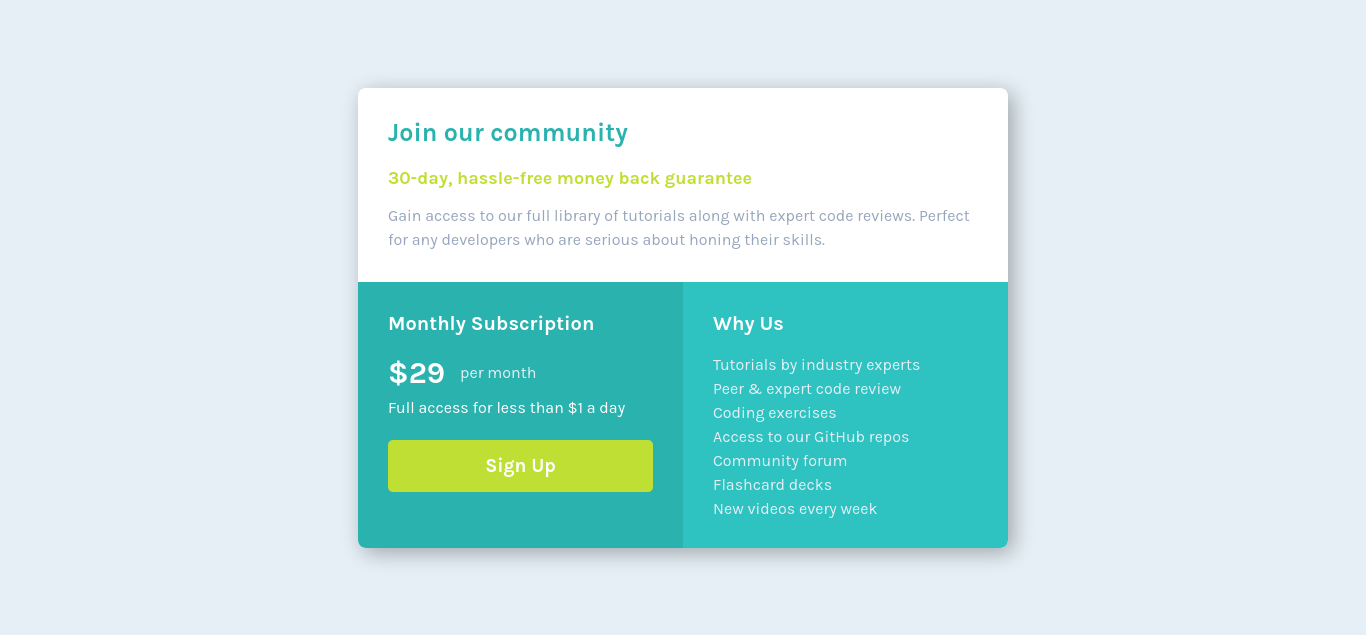 Join our community
30-day, hassle-free money back guarantee
Gain access to our full library of tutorials along with expert code reviews. Perfect
for any developers who are serious about honing their skills.
Monthly Subscription
$29 per month
Full access for less than $1 a day
Sign Up
Why Us
Tutorials by industry experts
Peer & expert code review
Coding exercises
Access to our GitHub repos
Community forum
Flashcard decks
New videos every week